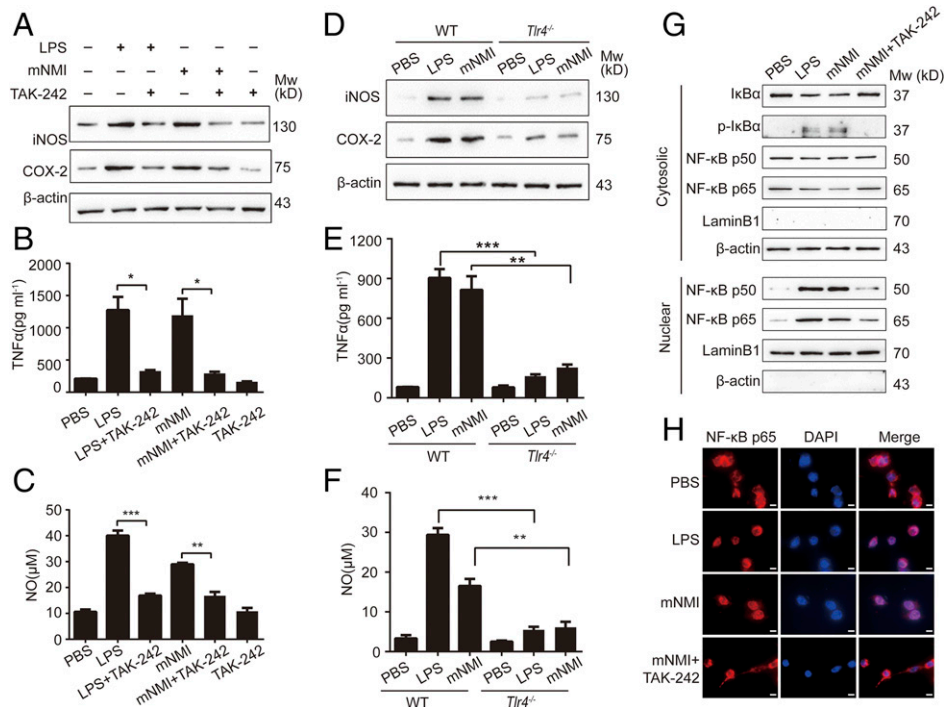 A
LPS – + + – – –
mNMI – – – + + –
TAK-242 – – + – + +
Mw
(kD)
iNOS 130
COX-2 75
β-actin 43
B
TNFα(pg ml-1)
2000
1500
1000
500
0
PBS LPS LPS+TAK-242 mNMI mNMI+TAK-242 TAK-242
* *
C
NO(μM)
50
40
30
20
10
0
PBS LPS LPS+TAK-242 mNMI mNMI+TAK-242 TAK-242
*** **
D
WT Tlr4-/-
PBS LPS mNMI PBS LPS mNMI Mw
(kD)
iNOS 130
COX-2 75
β-actin 43
E
TNFα(pg ml-1)
1200
900
600
300
0
*** **
PBS LPS mNMI PBS LPS mNMI
WT Tlr4-/-
F
NO(μM)
40
30
20
10
0
*** **
PBS LPS mNMI PBS LPS mNMI
WT Tlr4-/-
G
PBS LPS mNMI mNMI+TAK-242
Mw (kD)
Cytosolic
IκBα 37
p-IκBα 37
NF-κB p50 50
NF-κB p65 65
LaminB1 70
β-actin 43
Nuclear
NF-κB p50 50
NF-κB p65 65
LaminB1 70
β-actin 43
H
NF-κB p65 DAPI Merge
PBS
LPS
mNMI
mNMI+
TAK-242